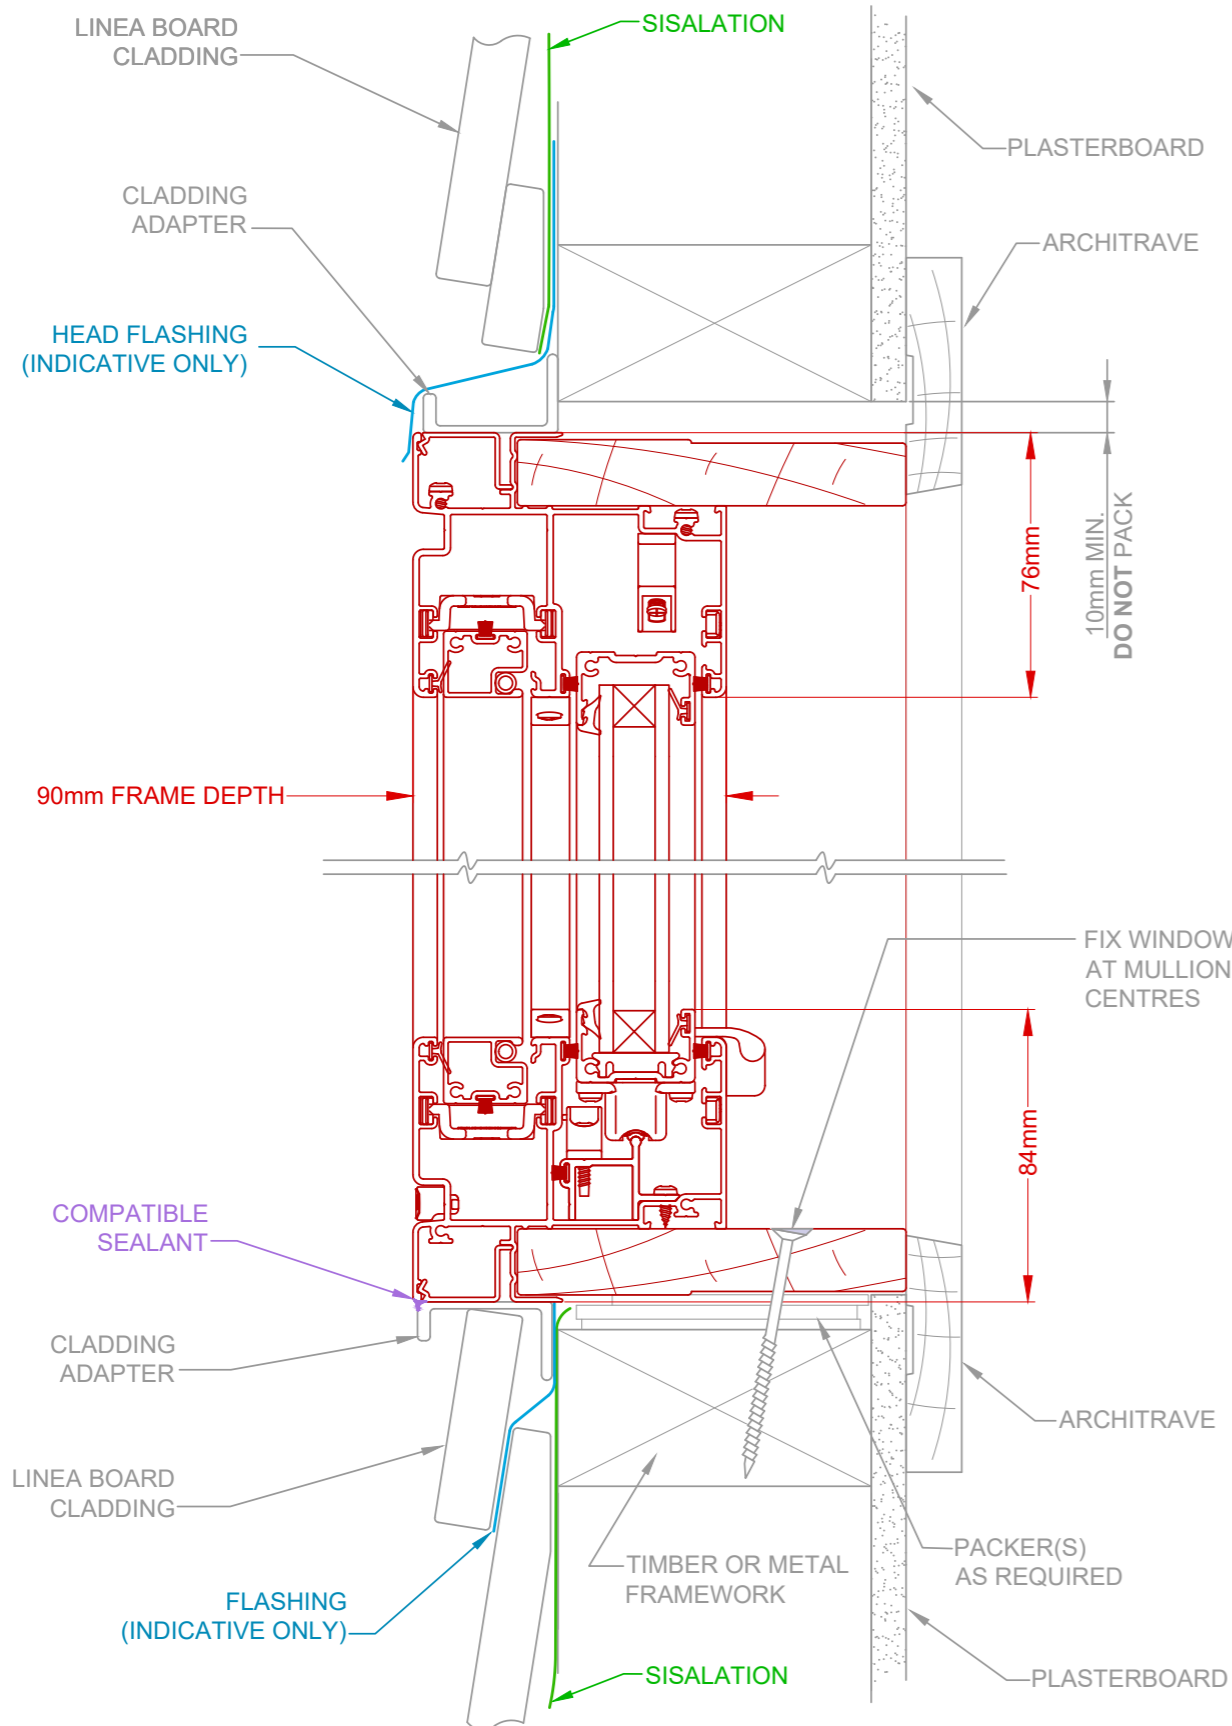 LINEA BOARD
CLADDING
SISALATION
PLASTERBOARD
CLADDING
ADAPTER
ARCHITRAVE
HEAD FLASHING
(INDICATIVE ONLY)
10mm MIN.
DO NOT PACK
76mm
90mm FRAME DEPTH
FIX WINDOW
AT MULLION
CENTRES
84mm
COMPATIBLE
SEALANT
CLADDING
ADAPTER
ARCHITRAVE
LINEA BOARD
CLADDING
TIMBER OR METAL
FRAMEWORK
PACKER(S)
AS REQUIRED
FLASHING
(INDICATIVE ONLY)
SISALATION
PLASTERBOARD